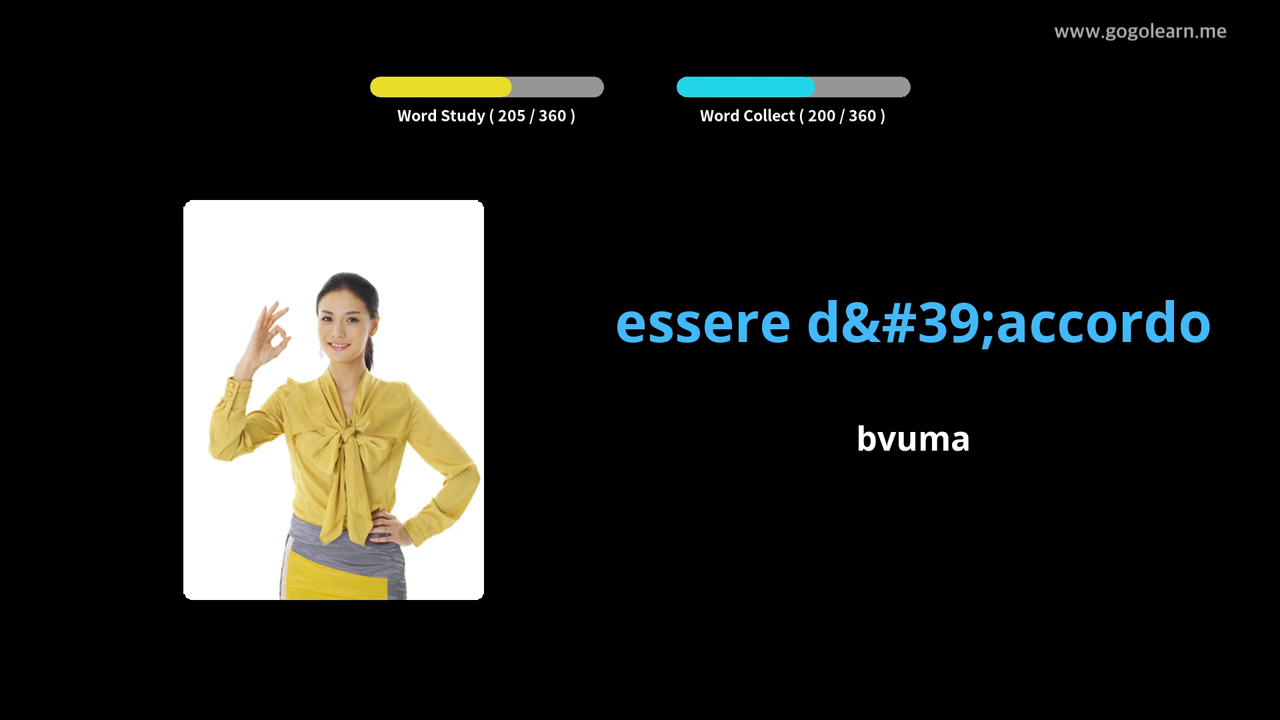 www.gogolearn.me
Word Study ( 205 / 360 )
Word Collect ( 200 / 360 )
essere d&#39;accordo
bvuma